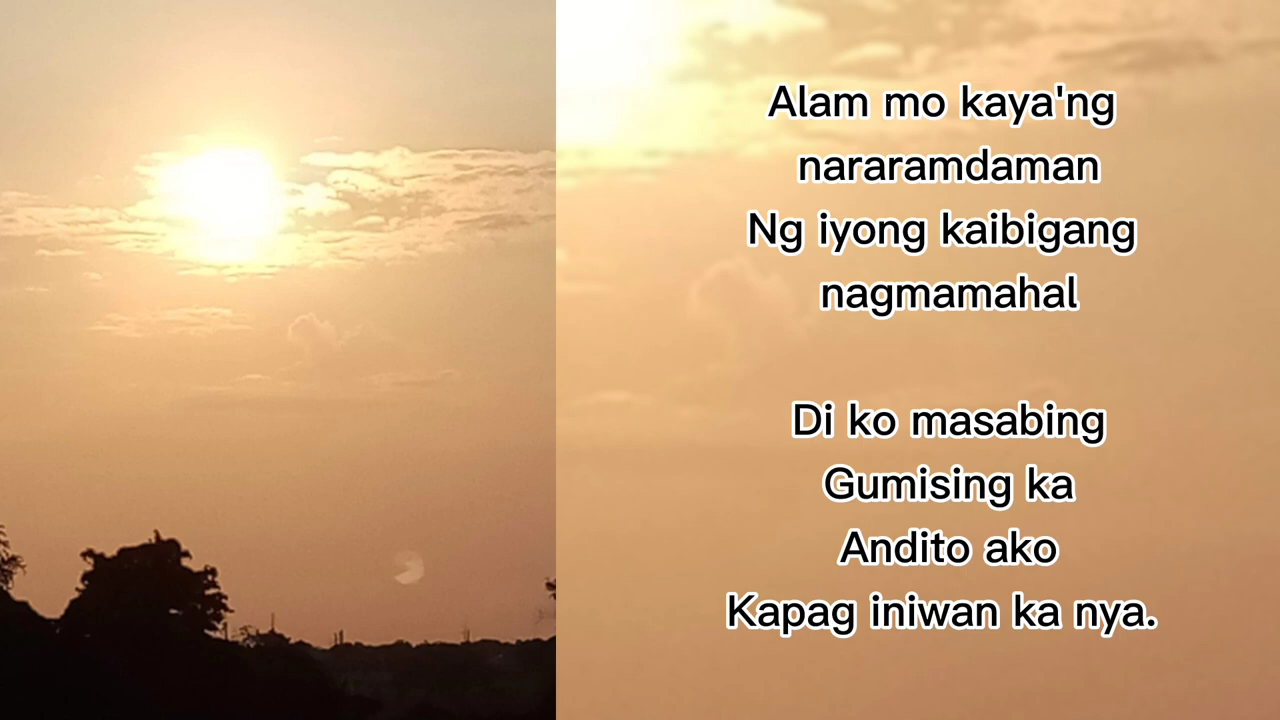 Alam mo kaya'ng
nararamdaman
Ng iyong kaibigang
nagmamahal
Di ko masabing
Gumising ka
Andito ako
Kapag iniwan ka nya.